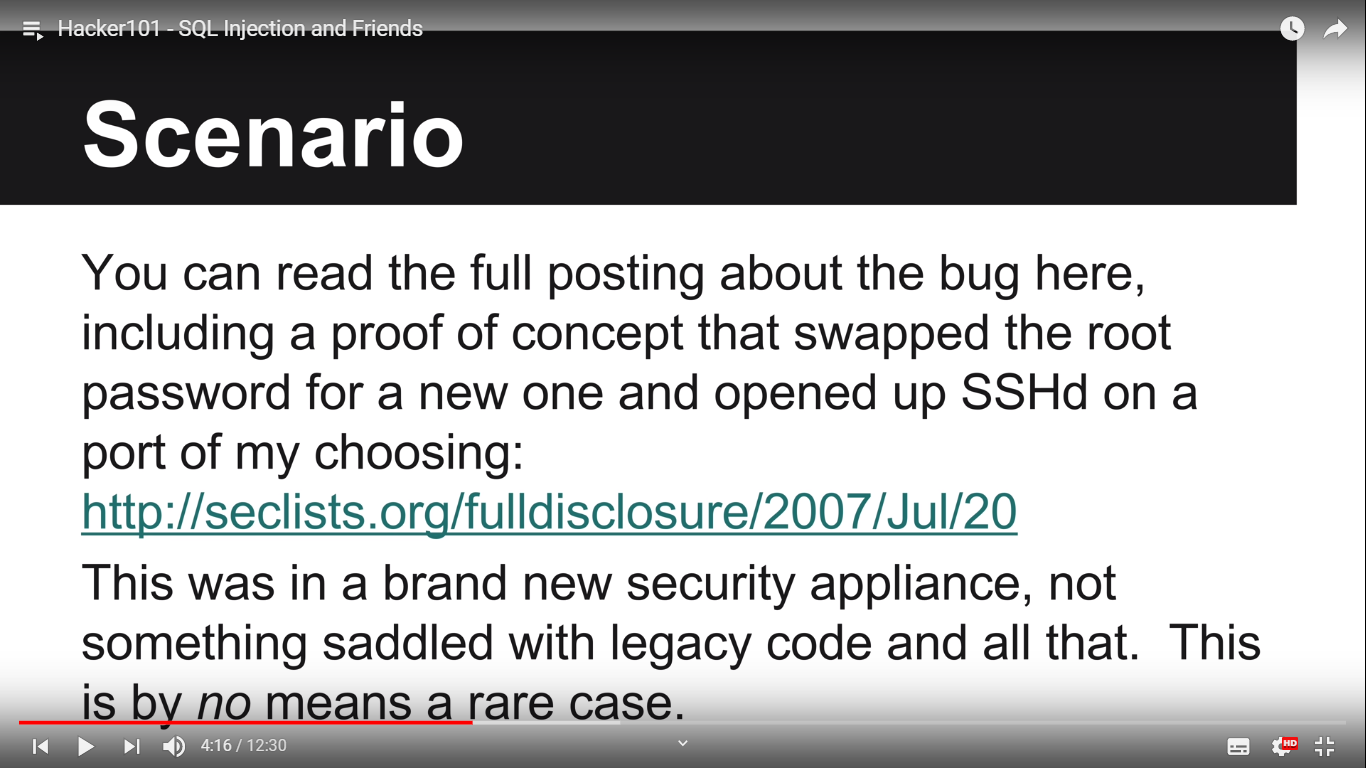 Hacker101 - SQL Injection and Friends
Scenario
You can read the full posting about the bug here,
including a proof of concept that swapped the root
password for a new one and opened up SSHd on a
port of my choosing:
http://seclists.org/fulldisclosure/2007/Jul/20
This was in a brand new security appliance, not
something saddled with legacy code and all that.  This
is by no means a rare case.
4:16 / 12:30
HD